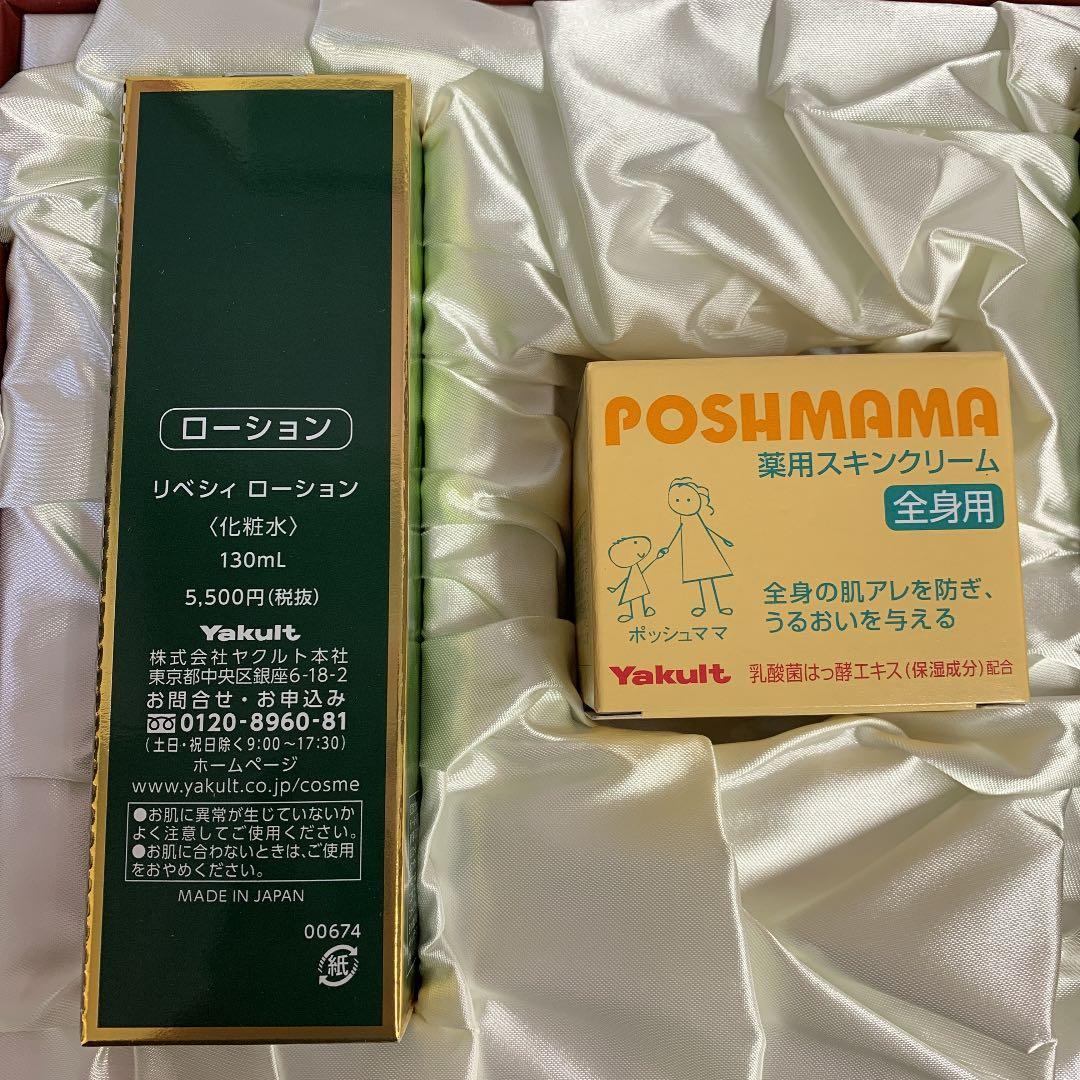 ローション
リベシィ ローション
〈化粧水〉
130mL
5,500円(税抜)
Yakult
株式会社ヤクルト本社
東京都中央区銀座6-18-2
お問合せ・お申込み
0120-8960-81
(土日・祝日除く9:00〜17:30)
ホームページ
www.yakult.co.jp/cosme
●お肌に異常が生じていないか
よく注意してご使用ください。
●お肌に合わないときは、ご使用
をおやめください。
MADE IN JAPAN
00674
紙
POSHMAMA
薬用スキンクリーム
全身用
全身の肌アレを防ぎ、
うるおいを与える
ポッシュママ
Yakult 乳酸菌はっ酵エキス(保湿成分)配合